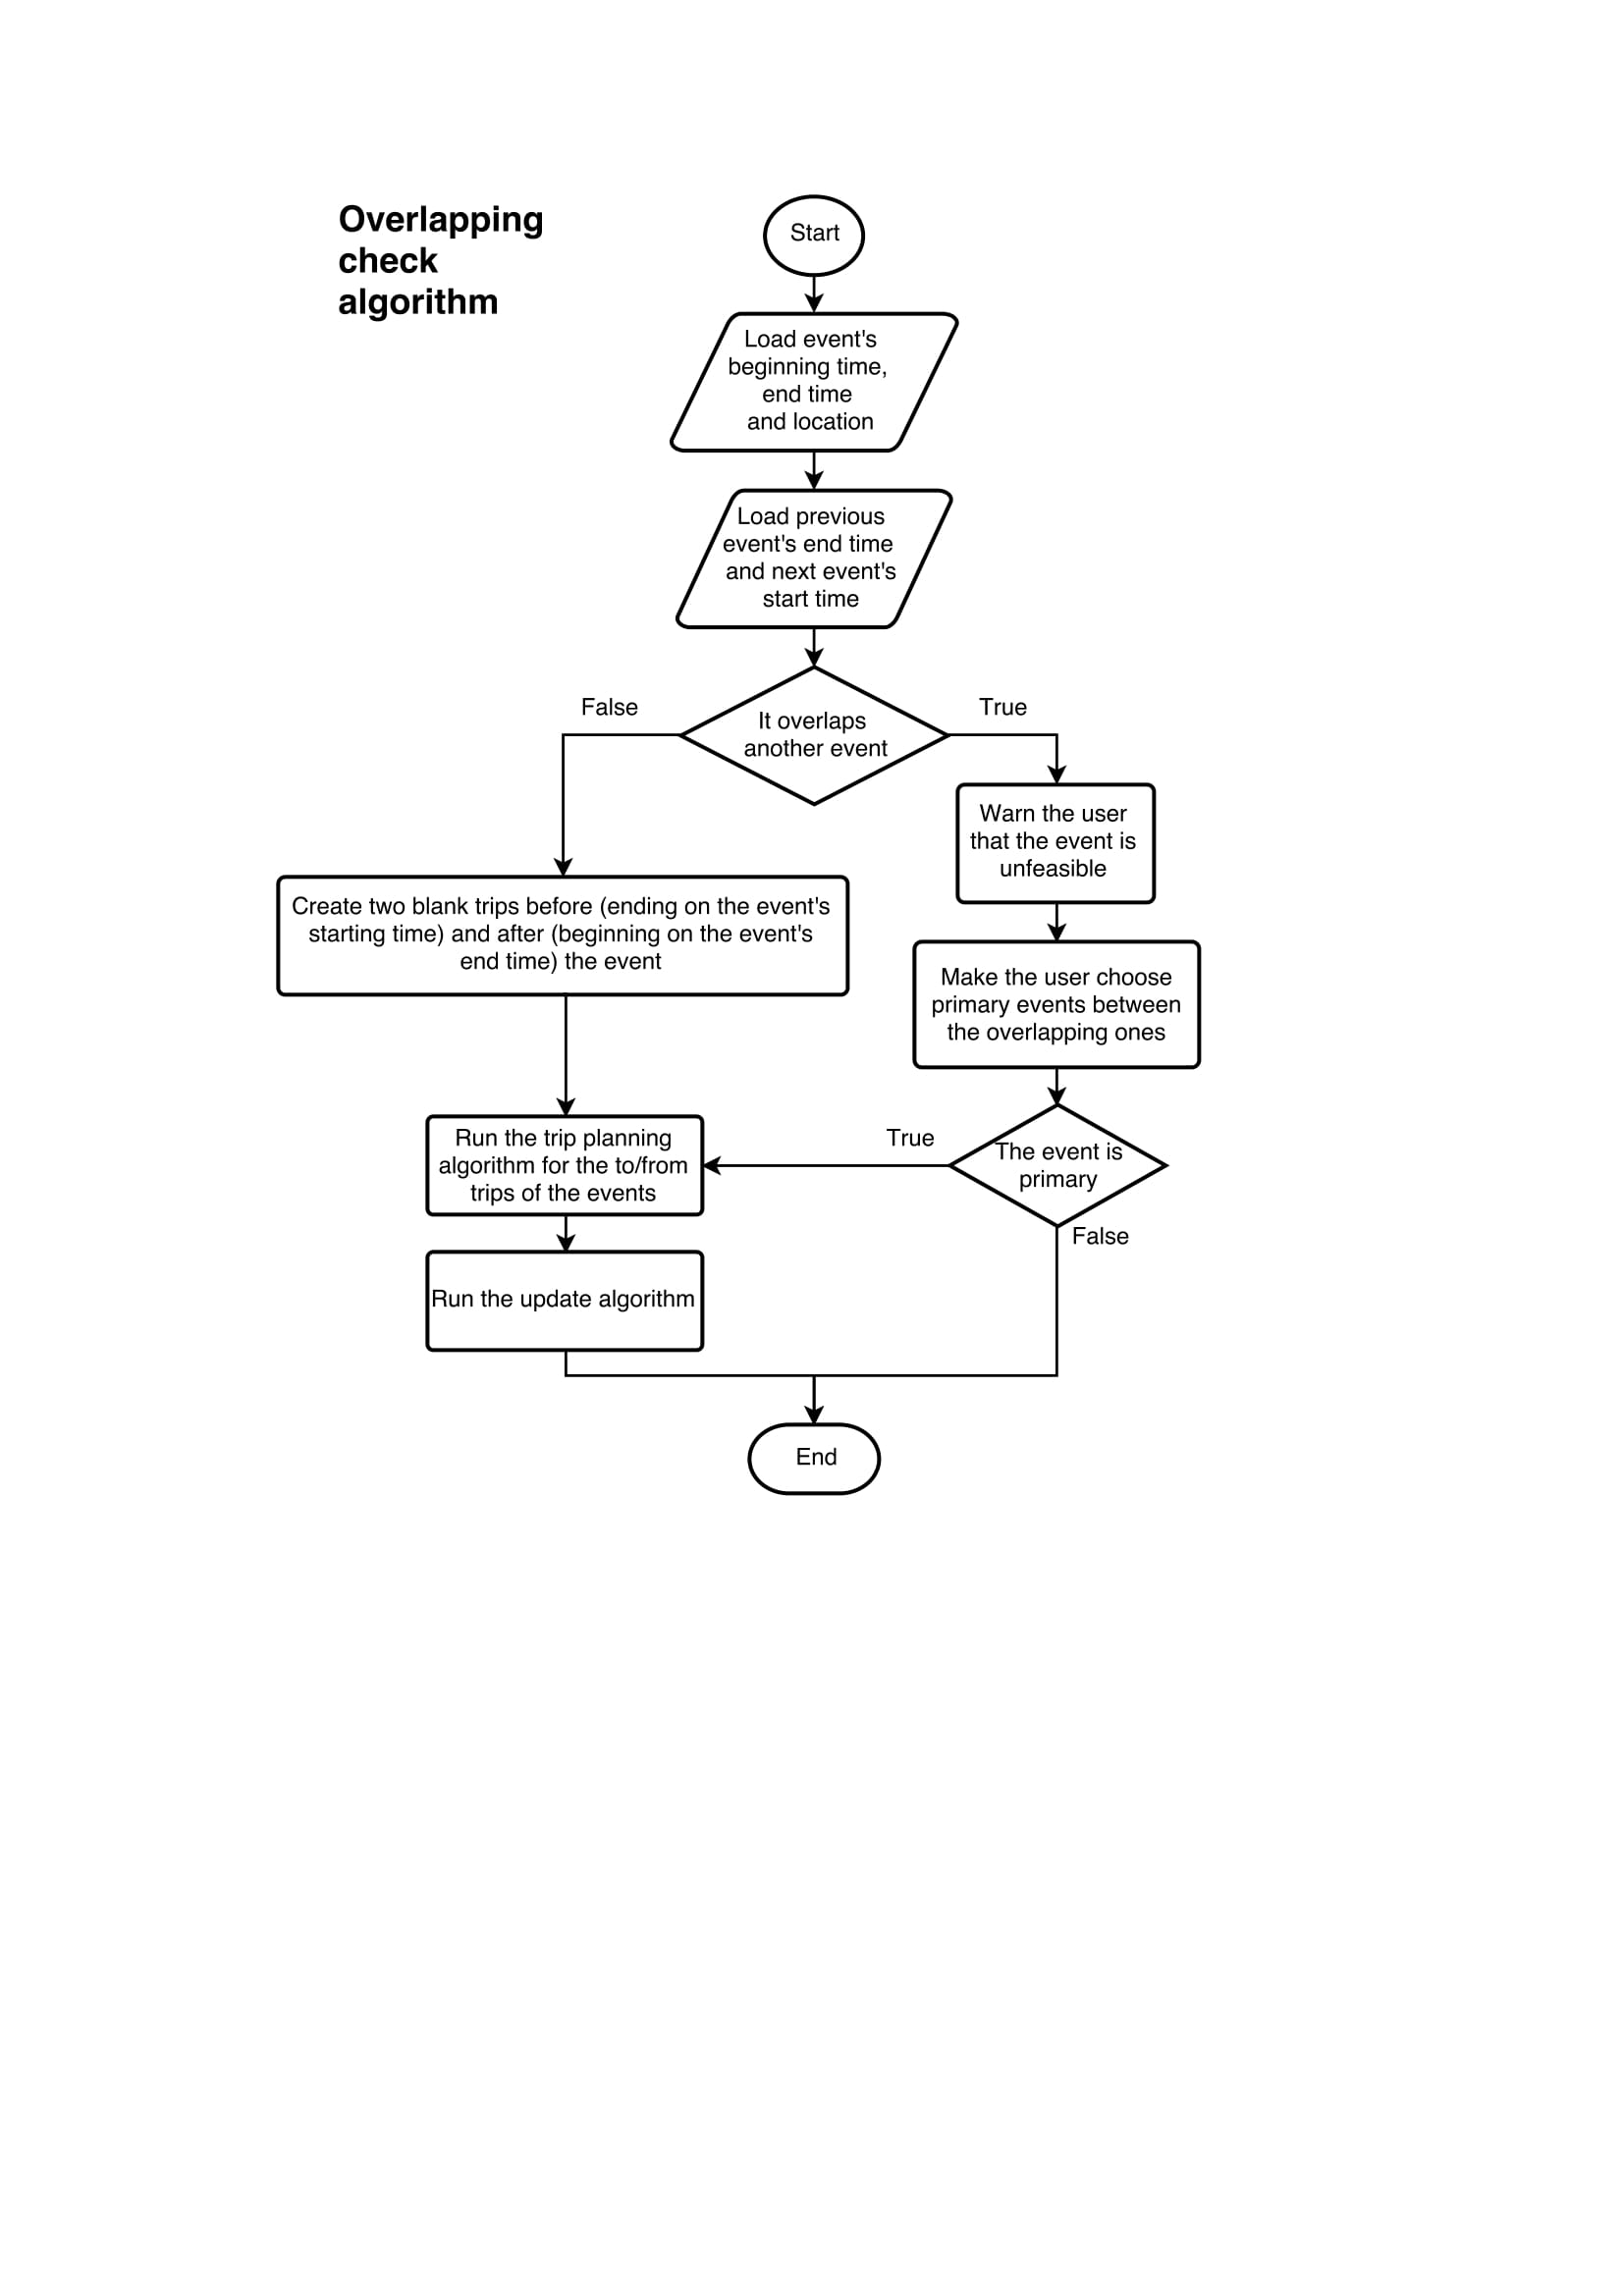 Overlapping
check
algorithm
Start
Load event's
beginning time,
end time
and location
Load previous
event's end time
and next event's
start time
False
It overlaps
another event
True
Warn the user
that the event is
unfeasible
Create two blank trips before (ending on the event's
starting time) and after (beginning on the event's
end time) the event
Make the user choose
primary events between
the overlapping ones
Run the trip planning
algorithm for the to/from
trips of the events
True
The event is
primary
False
Run the update algorithm
End